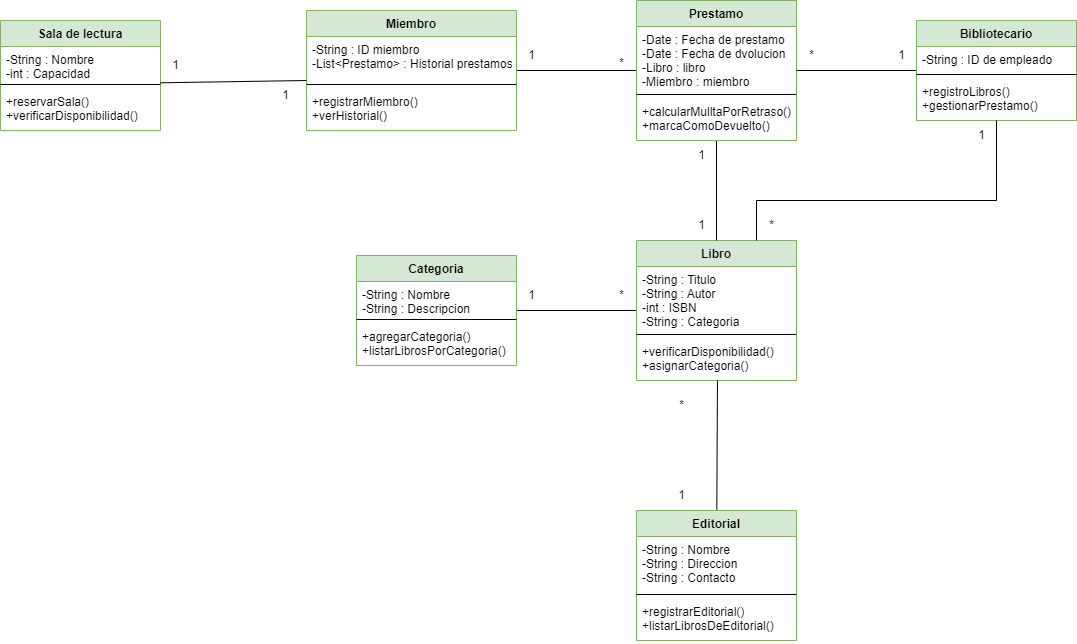 Sala de lectura
-String : Nombre
-int : Capacidad
+reservarSala()
+verificarDisponibilidad()
1
1
Miembro
-String : ID miembro
-List<Prestamo> : Historial prestamos
+registrarMiembro()
+verHistorial()
1
*
Prestamo
-Date : Fecha de prestamo
-Date : Fecha de dvolucion
-Libro : libro
-Miembro : miembro
+calcularMulltaPorRetraso()
+marcaComoDevuelto()
*
1
Bibliotecario
-String : ID de empleado
+registroLibros()
+gestionarPrestamo()
1
1
1
*
Categoria
-String : Nombre
-String : Descripcion
+agregarCategoria()
+listarLibrosPorCategoria()
1
*
Libro
-String : Titulo
-String : Autor
-int : ISBN
-String : Categoria
+verificarDisponibilidad()
+asignarCategoria()
*
1
Editorial
-String : Nombre
-String : Direccion
-String : Contacto
+registrarEditorial()
+listarLibrosDeEditorial()